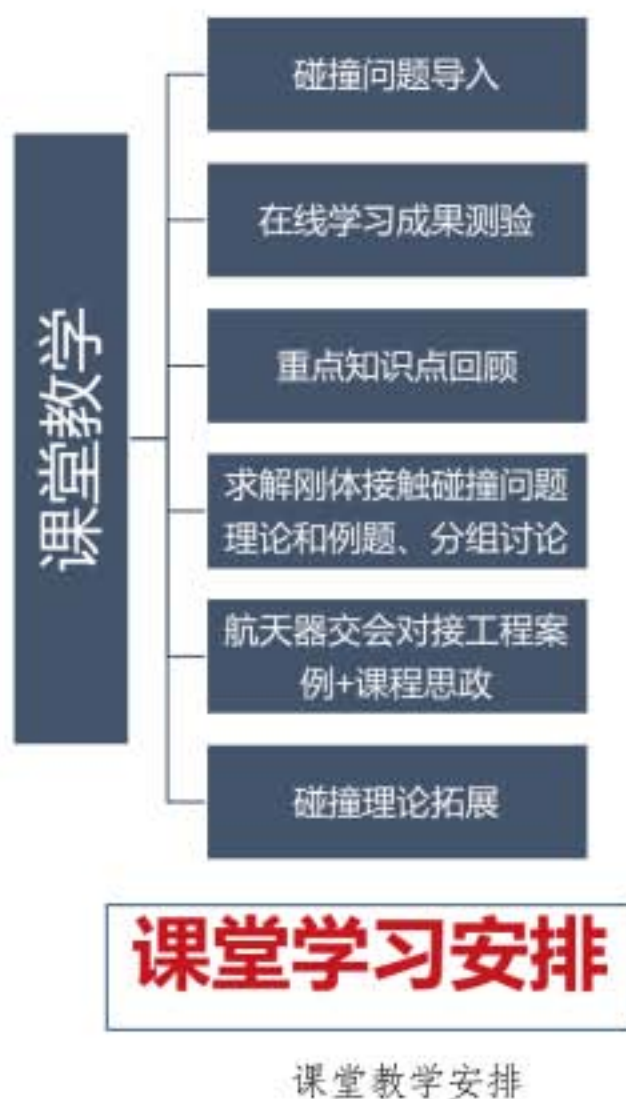 课堂教学
碰撞问题导入
在线学习成果测验
重点知识点回顾
求解刚体接触碰撞问题
理论和例题、分组讨论
航天器交会对接工程案
例+课程思政
碰撞理论拓展
课堂学习安排
课堂教学安排